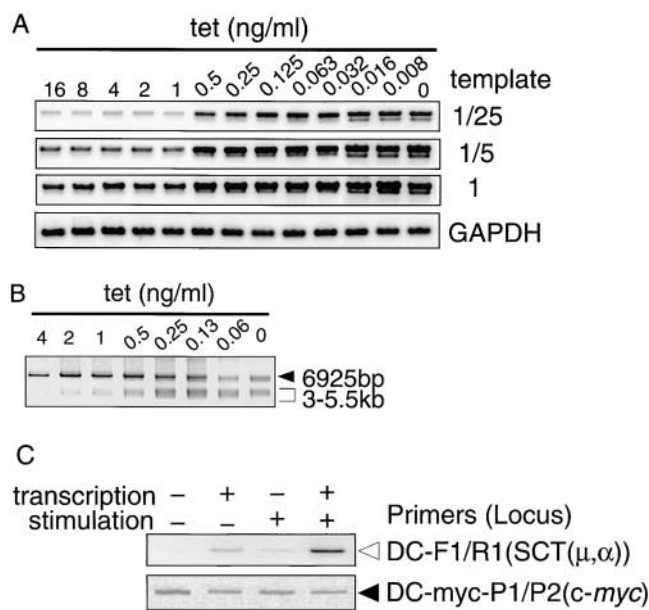 A
tet (ng/ml)
16 8 4 2 1 0.5 0.25 0.125 0.063 0.032 0.016 0.008 0 template
1/25
1/5
1
GAPDH
B
tet (ng/ml)
4 2 1 0.5 0.25 0.13 0.06 0
6925bp
3-5.5kb
C
transcription – + – +
stimulation – – + + Primers (Locus)
DC-F1/R1(SCT(μ,α))
DC-myc-P1/P2(c-myc)